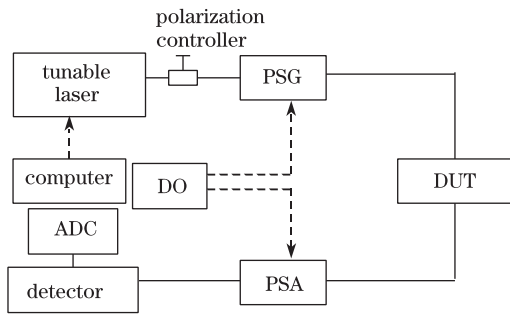 polarization
controller
tunable
laser
PSG
computer
DO
DUT
ADC
detector
PSA